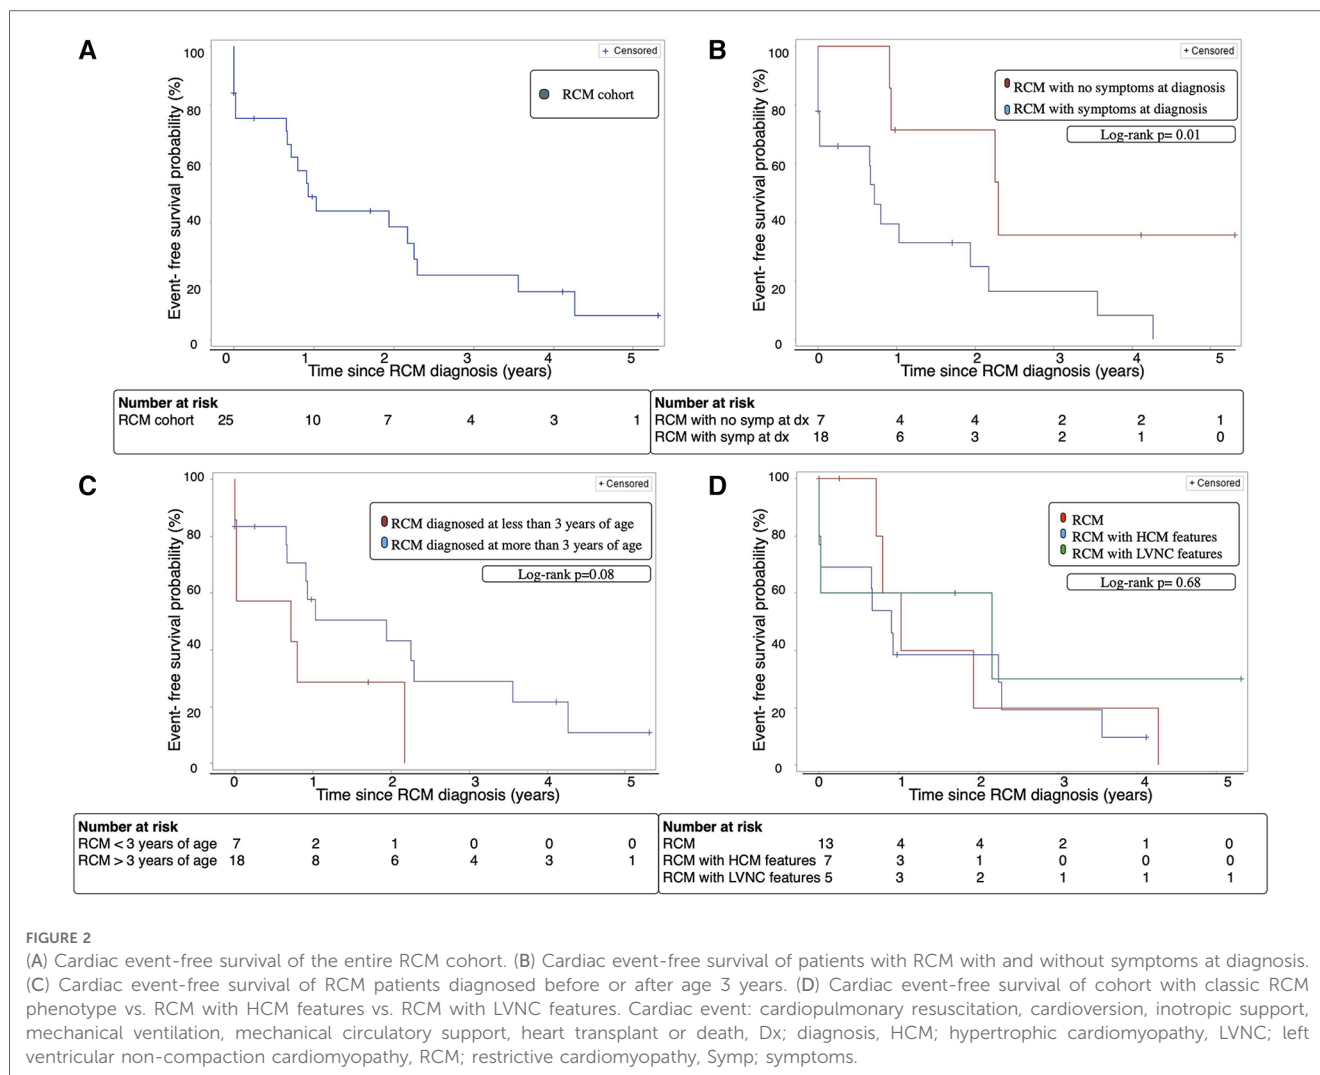 A
100
80
60
40
20
0
Event- free survival probability (%)
+ Censored
RCM cohort
0 1 2 3 4 5
Time since RCM diagnosis (years)
Number at risk
RCM cohort 25 10 7 4 3 1
B
100
80
60
40
20
0
Event- free survival probability (%)
+ Censored
RCM with no symptoms at diagnosis
RCM with symptoms at diagnosis
Log-rank p= 0.01
0 1 2 3 4 5
Time since RCM diagnosis (years)
Number at risk
RCM with no symp at dx 7 4 4 2 2 1
RCM with symp at dx 18 6 3 2 1 0
C
100
80
60
40
20
0
Event- free survival probability (%)
+ Censored
RCM diagnosed at less than 3 years of age
RCM diagnosed at more than 3 years of age
Log-rank p=0.08
0 1 2 3 4 5
Time since RCM diagnosis (years)
Number at risk
RCM < 3 years of age 7 2 1 0 0 0
RCM > 3 years of age 18 8 6 4 3 1
D
100
80
60
40
20
0
Event- free survival probability (%)
+ Censored
RCM
RCM with HCM features
RCM with LVNC features
Log-rank p= 0.68
0 1 2 3 4 5
Time since RCM diagnosis (years)
Number at risk
RCM 13 4 4 2 1 0
RCM with HCM features 7 3 1 0 0 0
RCM with LVNC features 5 3 2 1 1 1
FIGURE 2
(A) Cardiac event-free survival of the entire RCM cohort. (B) Cardiac event-free survival of patients with RCM with and without symptoms at diagnosis.
(C) Cardiac event-free survival of RCM patients diagnosed before or after age 3 years. (D) Cardiac event-free survival of cohort with classic RCM
phenotype vs. RCM with HCM features vs. RCM with LVNC features. Cardiac event: cardiopulmonary resuscitation, cardioversion, inotropic support,
mechanical ventilation, mechanical circulatory support, heart transplant or death, Dx; diagnosis, HCM; hypertrophic cardiomyopathy, LVNC; left
ventricular non-compaction cardiomyopathy, RCM; restrictive cardiomyopathy, Symp; symptoms.